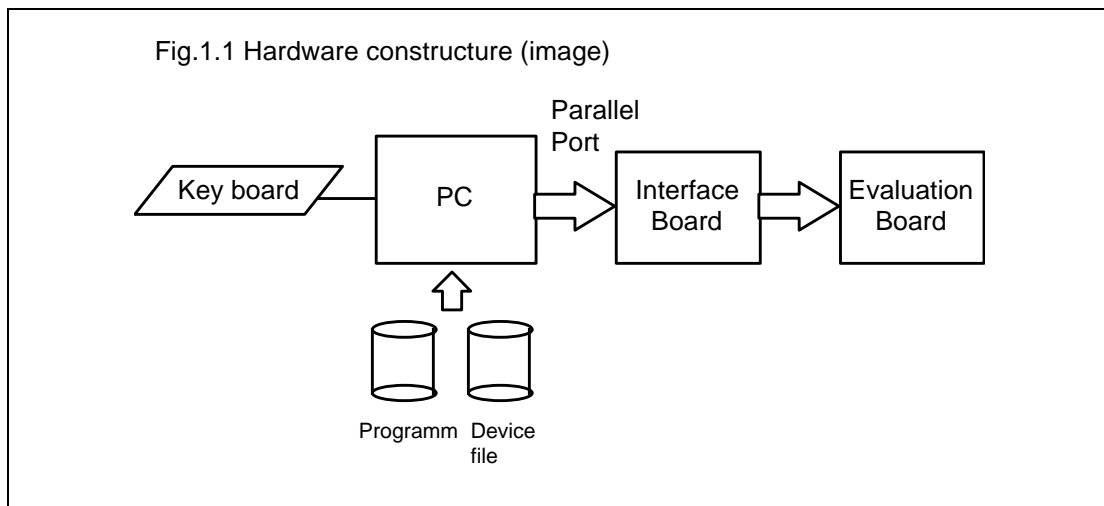 Fig.1.1 Hardware constructure (image)
Parallel
Port
Key board
PC
Interface
Board
Evaluation
Board
Programm
Device
file